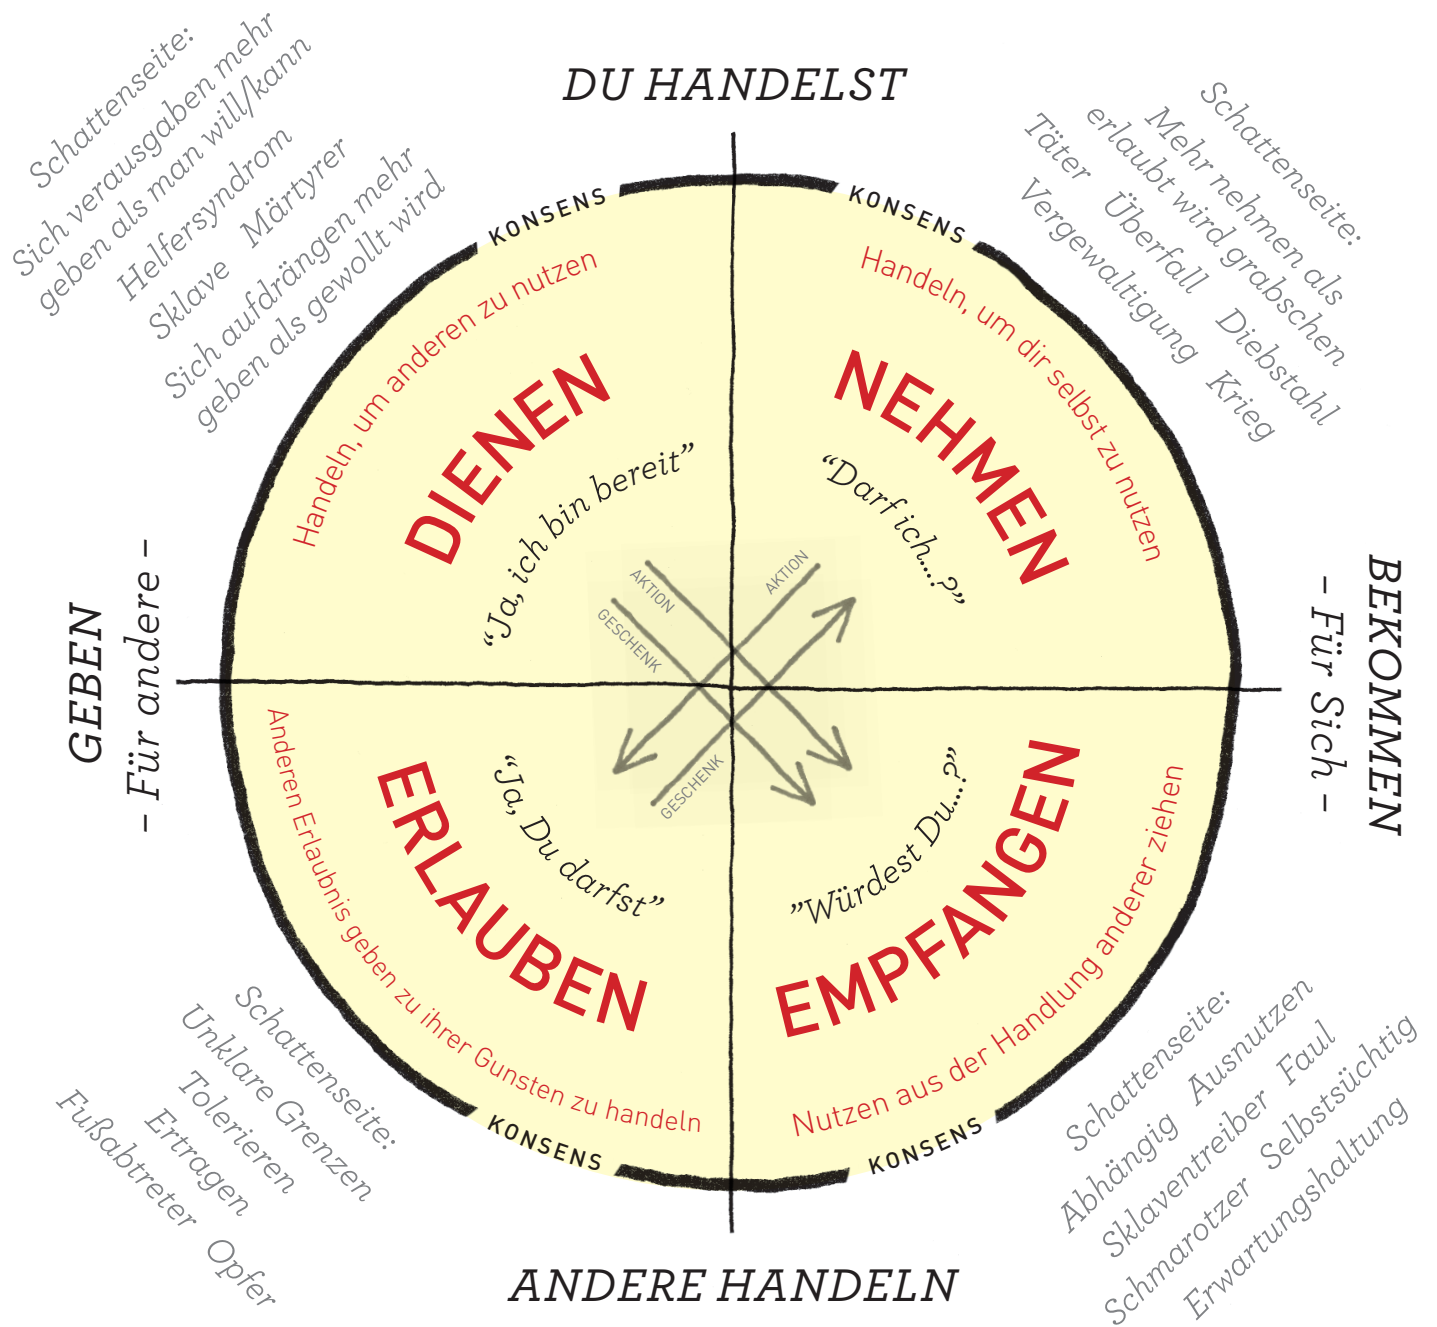 DU HANDELST
Schattenseite:
Sich verausgaben mehr
geben als man will/kann
Helfersyndrom
Sklave Märtyrer
Sich aufdrängen mehr
geben als gewollt wird
Schattenseite:
Mehr nehmen als
erlaubt wird grabschen
Täter Überfall Diebstahl
Vergewaltigung Krieg
KONSENS
KONSENS
Handeln, um anderen zu nutzen
DIENEN
“Ja, ich bin bereit”
Handeln, um dir selbst zu nutzen
NEHMEN
“Darf ich...?”
GEBEN
– Für andere –
BEKOMMEN
– Für Sich –
AKTION
GESCHENK
AKTION
GESCHENK
“Ja, Du darfst”
ERLAUBEN
Anderen Erlaubnis geben zu ihrer Gunsten zu handeln
”Würdest Du...?”
EMPFANGEN
Nutzen aus der Handlung anderer ziehen
KONSENS
KONSENS
Schattenseite:
Unklare Grenzen
Tolerieren
Ertragen
Fußabtreter Opfer
Schattenseite:
Abhängig Ausnutzen
Sklaventreiber Faul
Schmarotzer Selbstsüchtig
Erwartungshaltung
ANDERE HANDELN